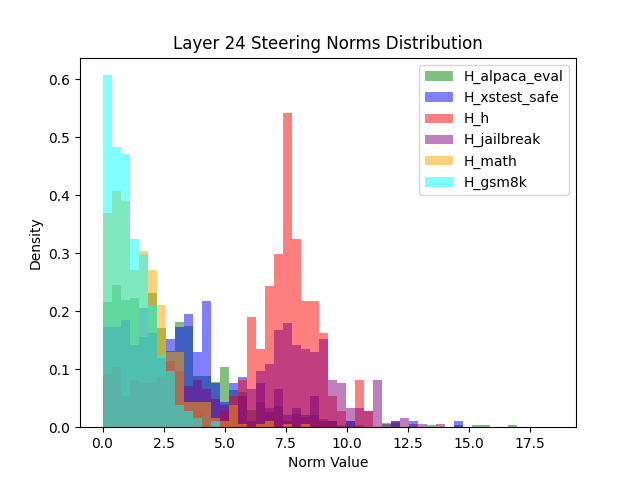 Layer 24 Steering Norms Distribution
H_alpaca_eval
H_xstest_safe
H_h
H_jailbreak
H_math
H_gsm8k
Density
0.6
0.5
0.4
0.3
0.2
0.1
0.0
0.0 2.5 5.0 7.5 10.0 12.5 15.0 17.5
Norm Value